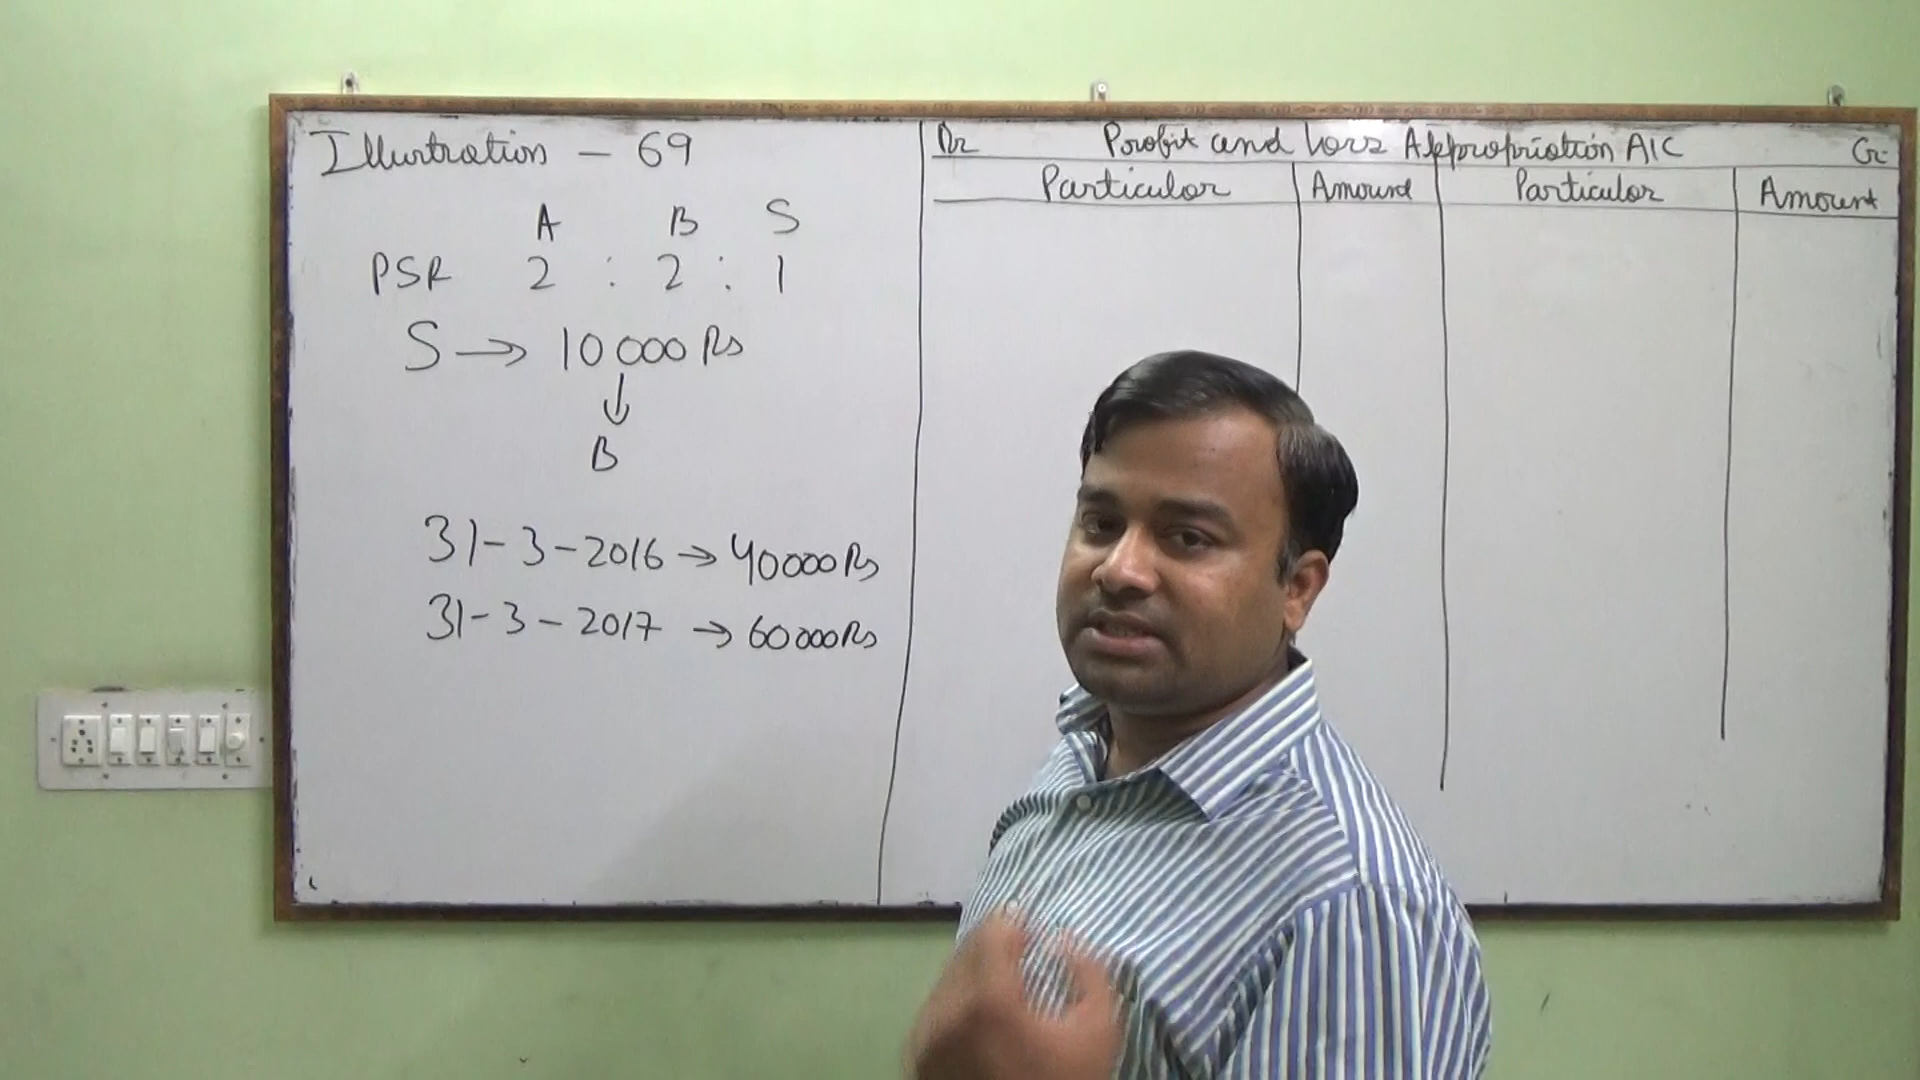 Illustration - 69
A B S
PSR 2 : 2 : 1
S → 10000 Rs
↓
B
31-3-2016 → 40000 Rs
31-3-2017 → 60000 Rs
Dr Profit and Loss Appropriation A/C Cr
Particular Amount Particular Amount